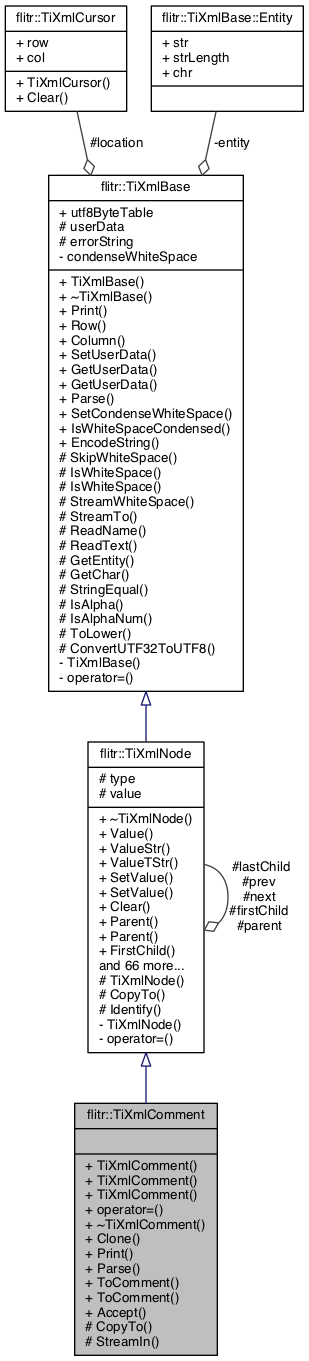 flitr::TiXmlCursor
+ row
+ col
+ TiXmlCursor()
+ Clear()
flitr::TiXmlBase::Entity
+ str
+ strLength
+ chr
#location
-entity
flitr::TiXmlBase
+ utf8ByteTable
# userData
# errorString
- condenseWhiteSpace
+ TiXmlBase()
+ ~TiXmlBase()
+ Print()
+ Row()
+ Column()
+ SetUserData()
+ GetUserData()
+ GetUserData()
+ Parse()
+ SetCondenseWhiteSpace()
+ IsWhiteSpaceCondensed()
+ EncodeString()
# SkipWhiteSpace()
# IsWhiteSpace()
# IsWhiteSpace()
# StreamWhiteSpace()
# StreamTo()
# ReadName()
# ReadText()
# GetEntity()
# GetChar()
# StringEqual()
# IsAlpha()
# IsAlphaNum()
# ToLower()
# ConvertUTF32ToUTF8()
- TiXmlBase()
- operator=()
flitr::TiXmlNode
# type
# value
+ ~TiXmlNode()
+ Value()
+ ValueStr()
+ ValueTStr()
+ SetValue()
+ SetValue()
+ Clear()
+ Parent()
+ Parent()
+ FirstChild()
and 66 more...
# TiXmlNode()
# CopyTo()
# Identify()
- TiXmlNode()
- operator=()
#lastChild
#prev
#next
#firstChild
#parent
flitr::TiXmlComment
+ TiXmlComment()
+ TiXmlComment()
+ TiXmlComment()
+ operator=()
+ ~TiXmlComment()
+ Clone()
+ Print()
+ Parse()
+ ToComment()
+ ToComment()
+ Accept()
# CopyTo()
# StreamIn()